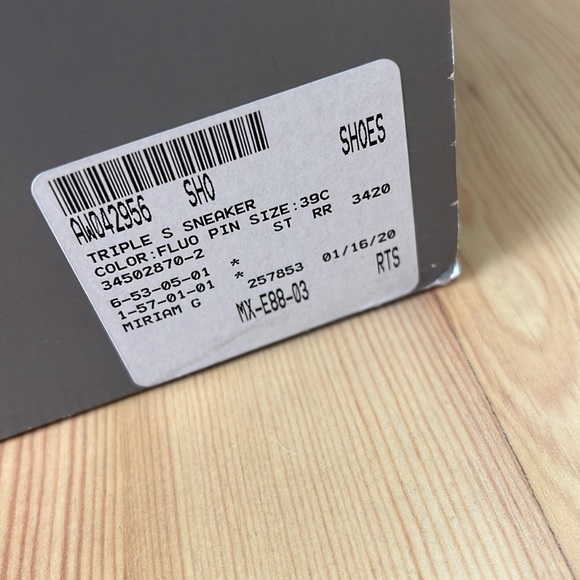 AW042956 SHO SHOES
TRIPLE S SNEAKER
COLOR:FLUO PIN SIZE:39C
34502870-2 ST RR 3420
6-53-05-01 *
1-57-01-01 * 257853 01/16/20
MIRIAM G MX-E88-03 RTS